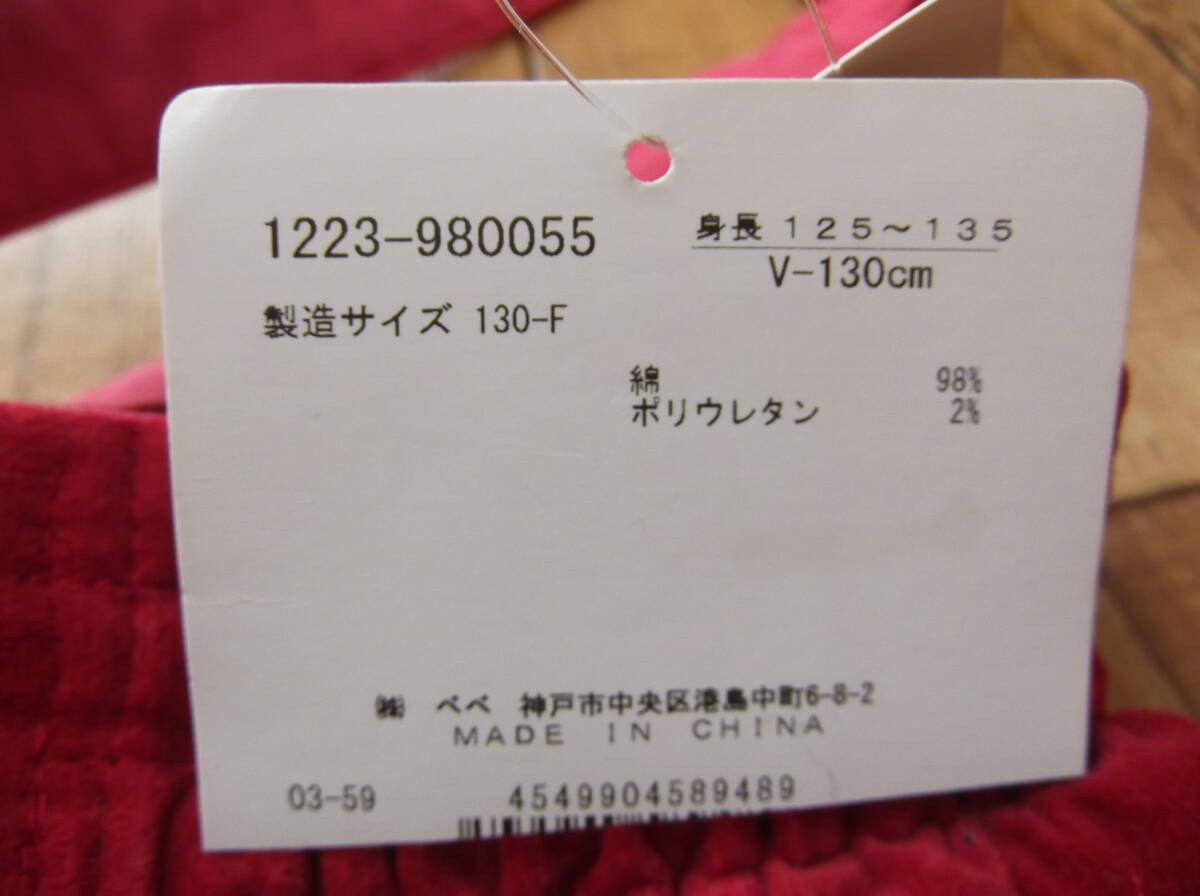 1223-980055
身長 125~135
V-130cm
製造サイズ 130-F
綿 98%
ポリウレタン 2%
㈱ べべ 神戸市中央区港島中町6-8-2
MADE IN CHINA
03-59
4549904589489